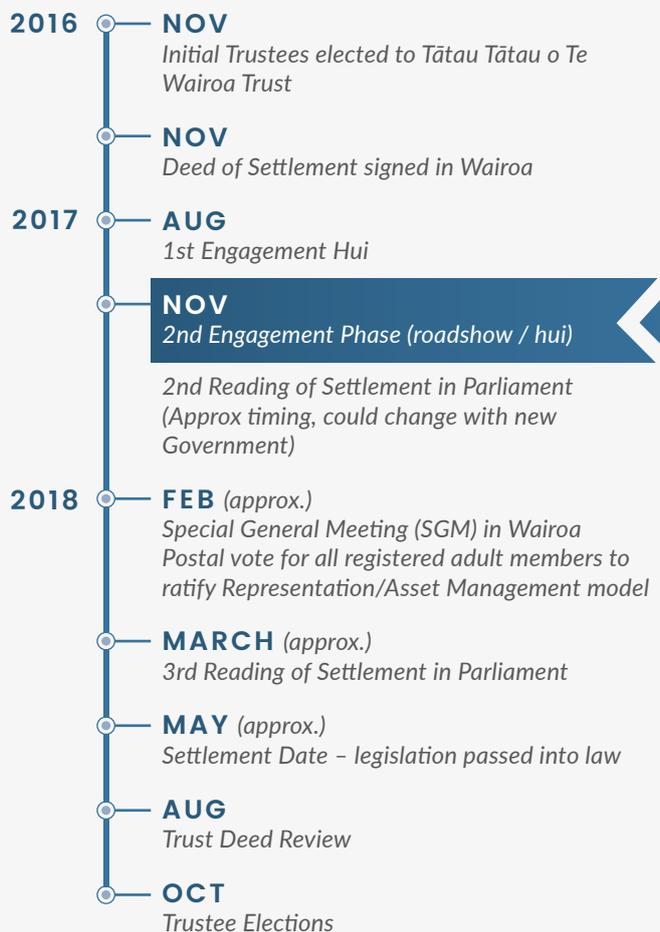 2016 NOV
Initial Trustees elected to Tātau Tātau o Te
Wairoa Trust
NOV
Deed of Settlement signed in Wairoa
2017 AUG
1st Engagement Hui
NOV
2nd Engagement Phase (roadshow / hui)
2nd Reading of Settlement in Parliament
(Approx timing, could change with new
Government)
2018 FEB (approx.)
Special General Meeting (SGM) in Wairoa
Postal vote for all registered adult members to
ratify Representation/Asset Management model
MARCH (approx.)
3rd Reading of Settlement in Parliament
MAY (approx.)
Settlement Date – legislation passed into law
AUG
Trust Deed Review
OCT
Trustee Elections